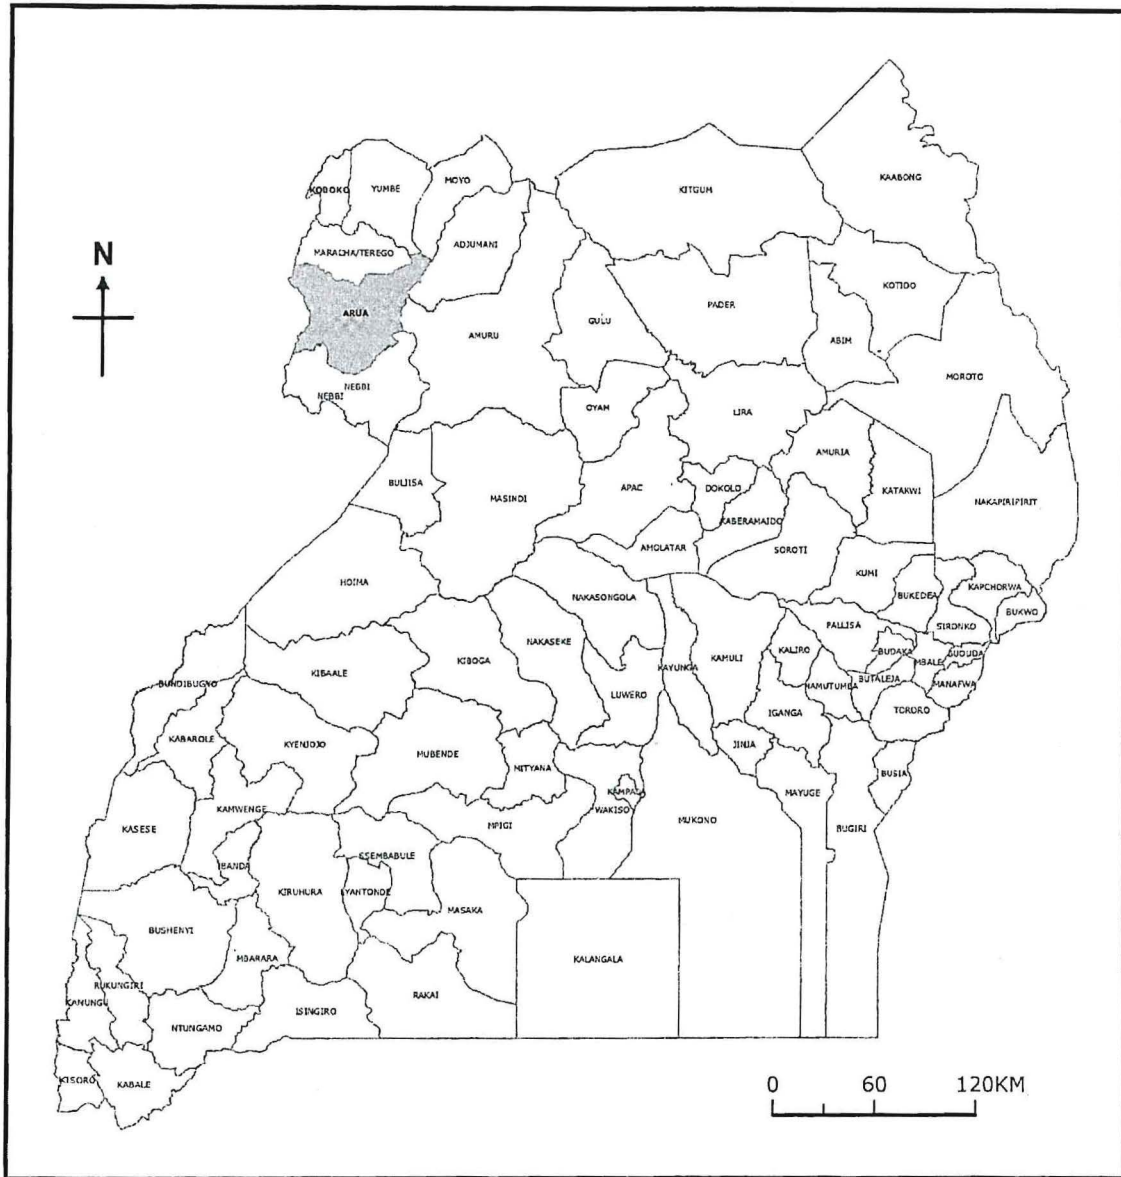 KAABONG
KITGUM
MOYO
KOBOKO
YUMBE
ADJUMANI
MARACHA/TEREGO
N
KOTIDO
PADER
ARUA
GULU
AMURU
ABIM
MOROTO
NEBBI
NEBBI
OYAM
LIRA
AMURIA
BULIISA
MASINDI
APAC
DOKOLO
KATAKWI
NAKAPIRIPIRIT
KABERAMAIDO
AMOLATAR
SOROTI
HOIMA
KUMI
KAPCHORWA
BUKEDEA
NAKASONGOLA
BUKWO
PALLISA
SIRONKO
NAKASEKE
KALIRO
BUDAKA
BUDUDA
KIBOGA
KAMULI
MBALE
KIBAALE
KAYUNGA
BUTALEJA
MANAFWA
BUNDIBUGYO
NAMUTUMBA
LUWERO
IGANGA
TORORO
KABAROLE
KYENJOJO
JINJA
MUBENDE
MITYANA
BUSIA
KAMPALA
MAYUGE
KAMWENGE
WAKISO
MUKONO
KASESE
MPIGI
BUGIRI
SSEMBABULE
IBANDA
KIRUHURA
LYANTONDE
MASAKA
BUSHENYI
MBARARA
KALANGALA
RUKUNGIRI
RAKAI
KANUNGU
ISINGIRO
NTUNGAMO
KISORO
KABALE
0 60 120KM